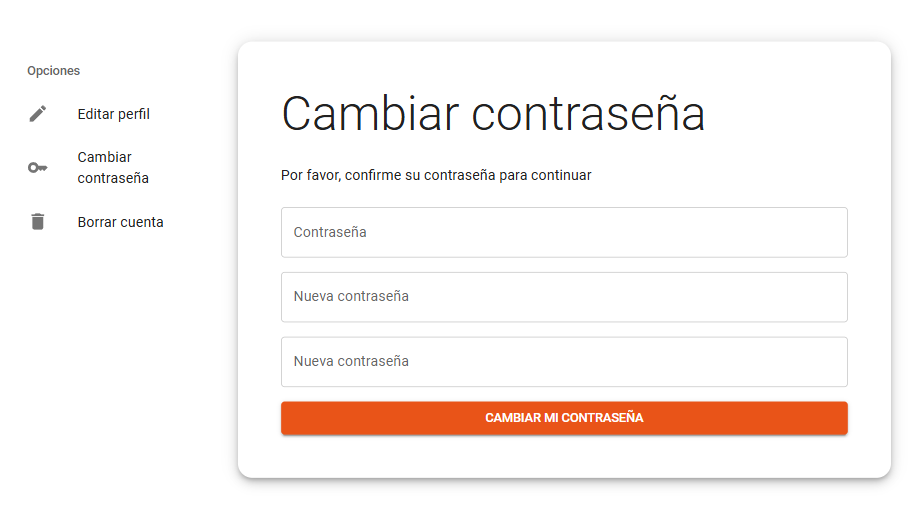 Opciones
Editar perfil
Cambiar
contraseña
Borrar cuenta
Cambiar contraseña
Por favor, confirme su contraseña para continuar
Contraseña
Nueva contraseña
Nueva contraseña
CAMBIAR MI CONTRASEÑA